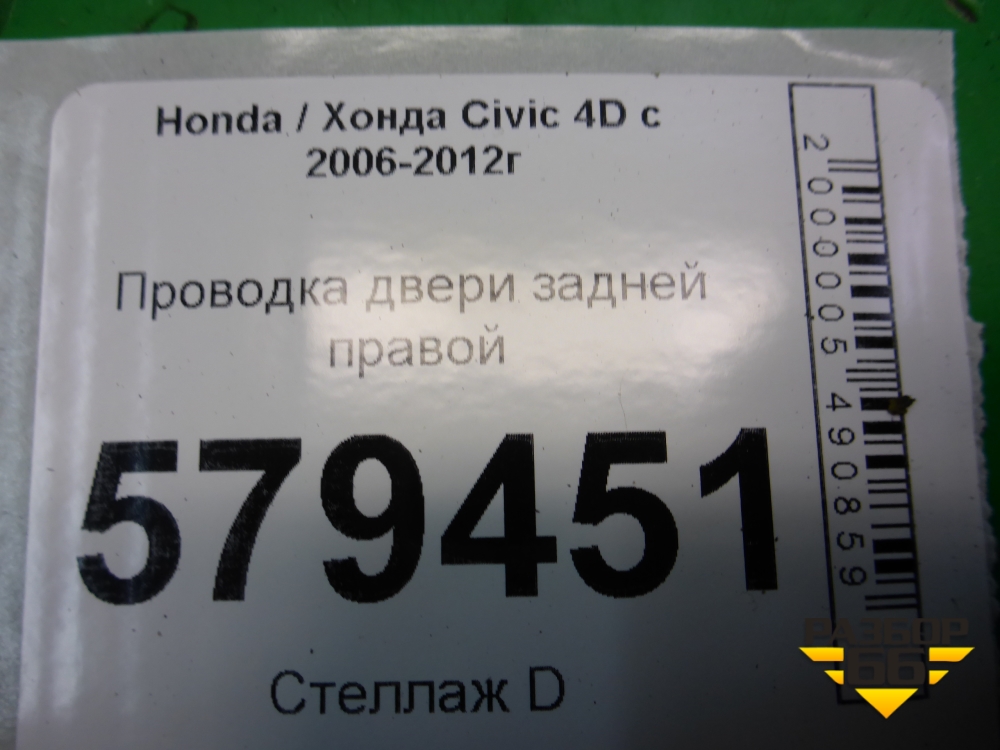 Honda / Хонда Civic 4D с
2006-2012г
Проводка двери задней
правой
579451
Стеллаж D
2000005490859
РАЗБОР
66